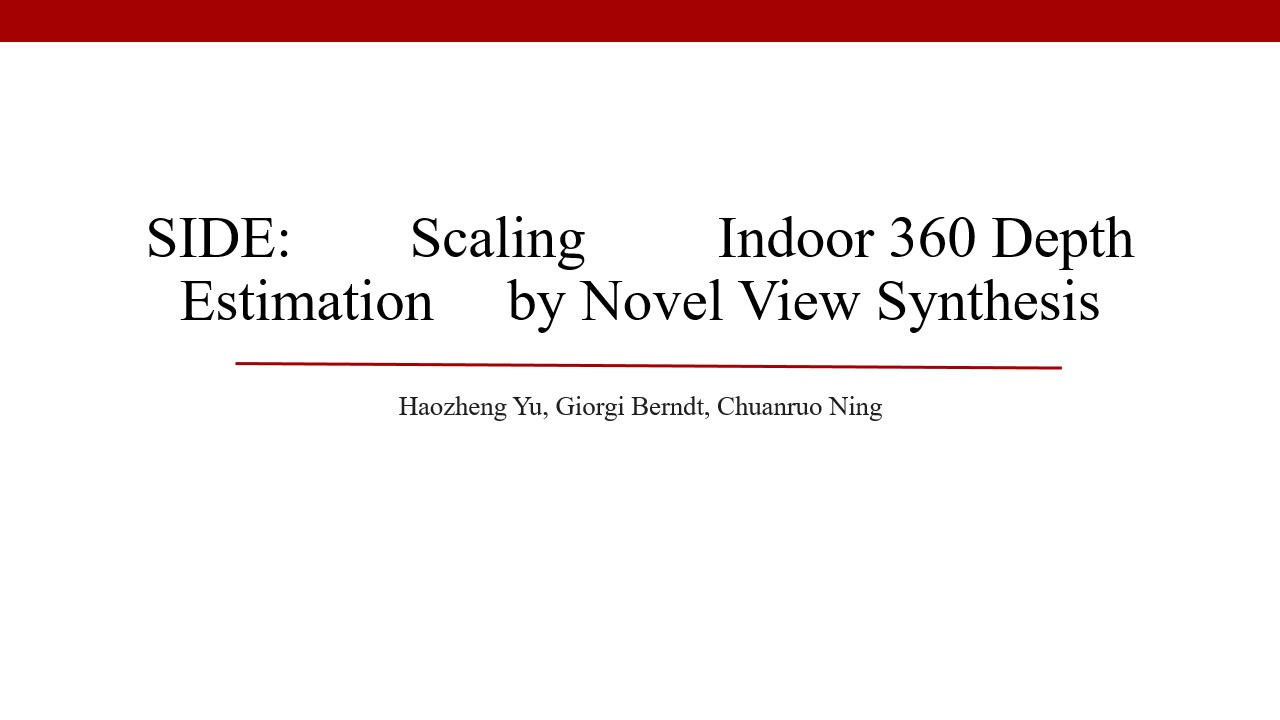 SIDE: Scaling Indoor 360 Depth
Estimation by Novel View Synthesis
Haozheng Yu, Giorgi Berndt, Chuanruo Ning